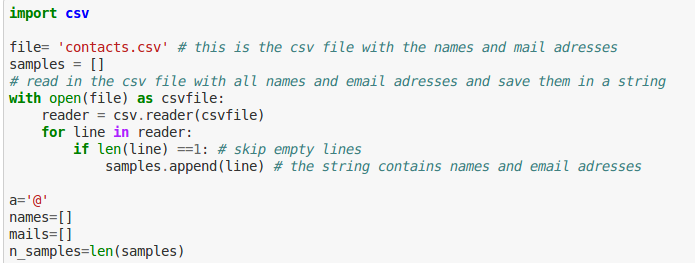 import csv
file= 'contacts.csv' # this is the csv file with the names and mail adresses
samples = []
# read in the csv file with all names and email adresses and save them in a string
with open(file) as csvfile:
    reader = csv.reader(csvfile)
    for line in reader:
        if len(line) ==1: # skip empty lines
            samples.append(line) # the string contains names and email adresses
a='@'
names=[]
mails=[]
n_samples=len(samples)